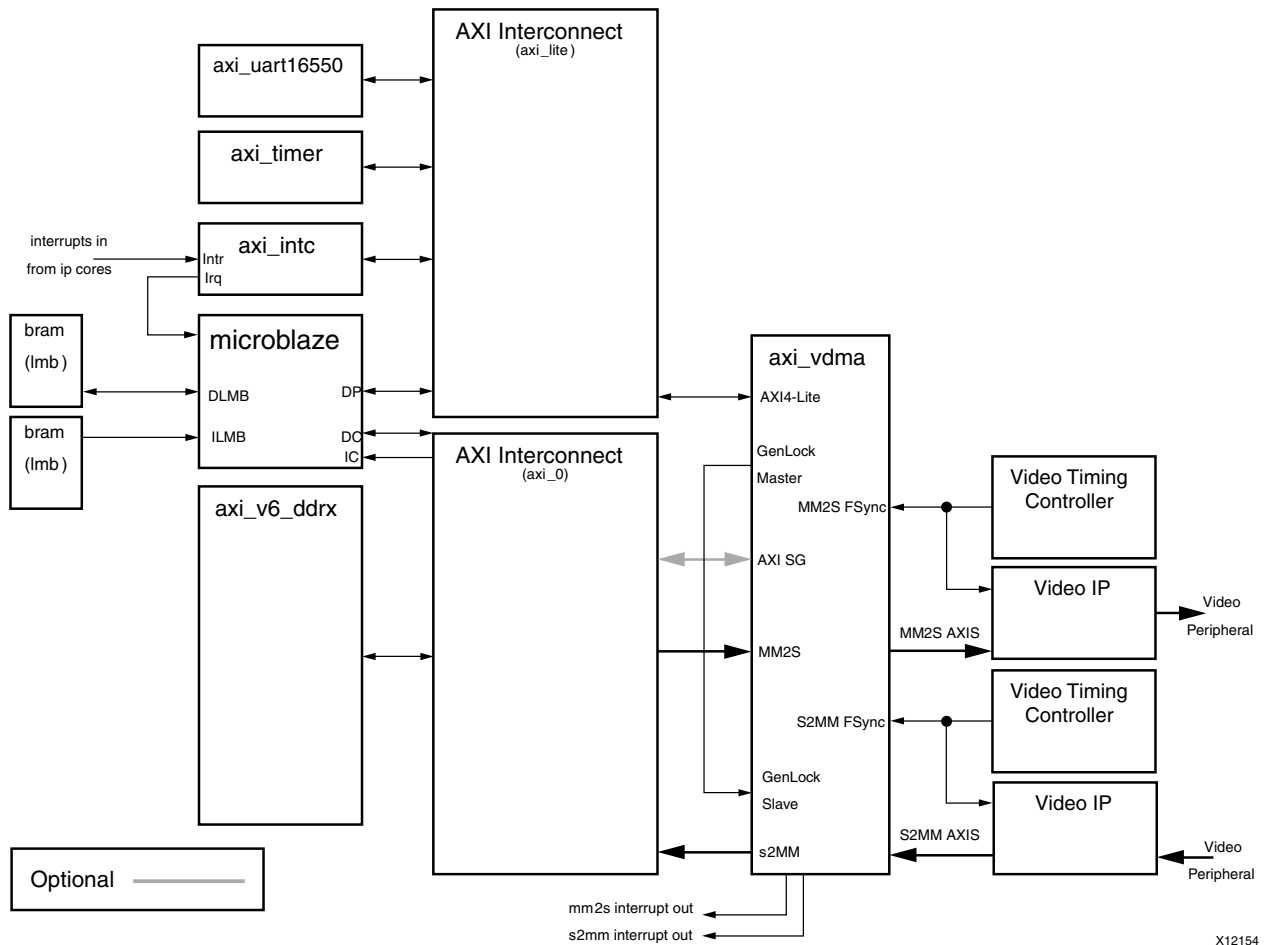 AXI Interconnect
(axi_lite)
axi_uart16550
axi_timer
interrupts in
from ip cores
axi_intc
Intr
Irq
bram
(lmb)
microblaze
DLMB
DP
ILMB
DC
IC
bram
(lmb)
AXI Interconnect
(axi_0)
axi_v6_ddrx
axi_vdma
AXI4-Lite
GenLock
Master
MM2S FSync
AXI SG
MM2S
S2MM FSync
GenLock
Slave
s2MM
Video Timing
Controller
Video IP
Video
Peripheral
MM2S AXIS
Video Timing
Controller
Video IP
S2MM AXIS
Video
Peripheral
Optional
mm2s interrupt out
s2mm interrupt out
X12154